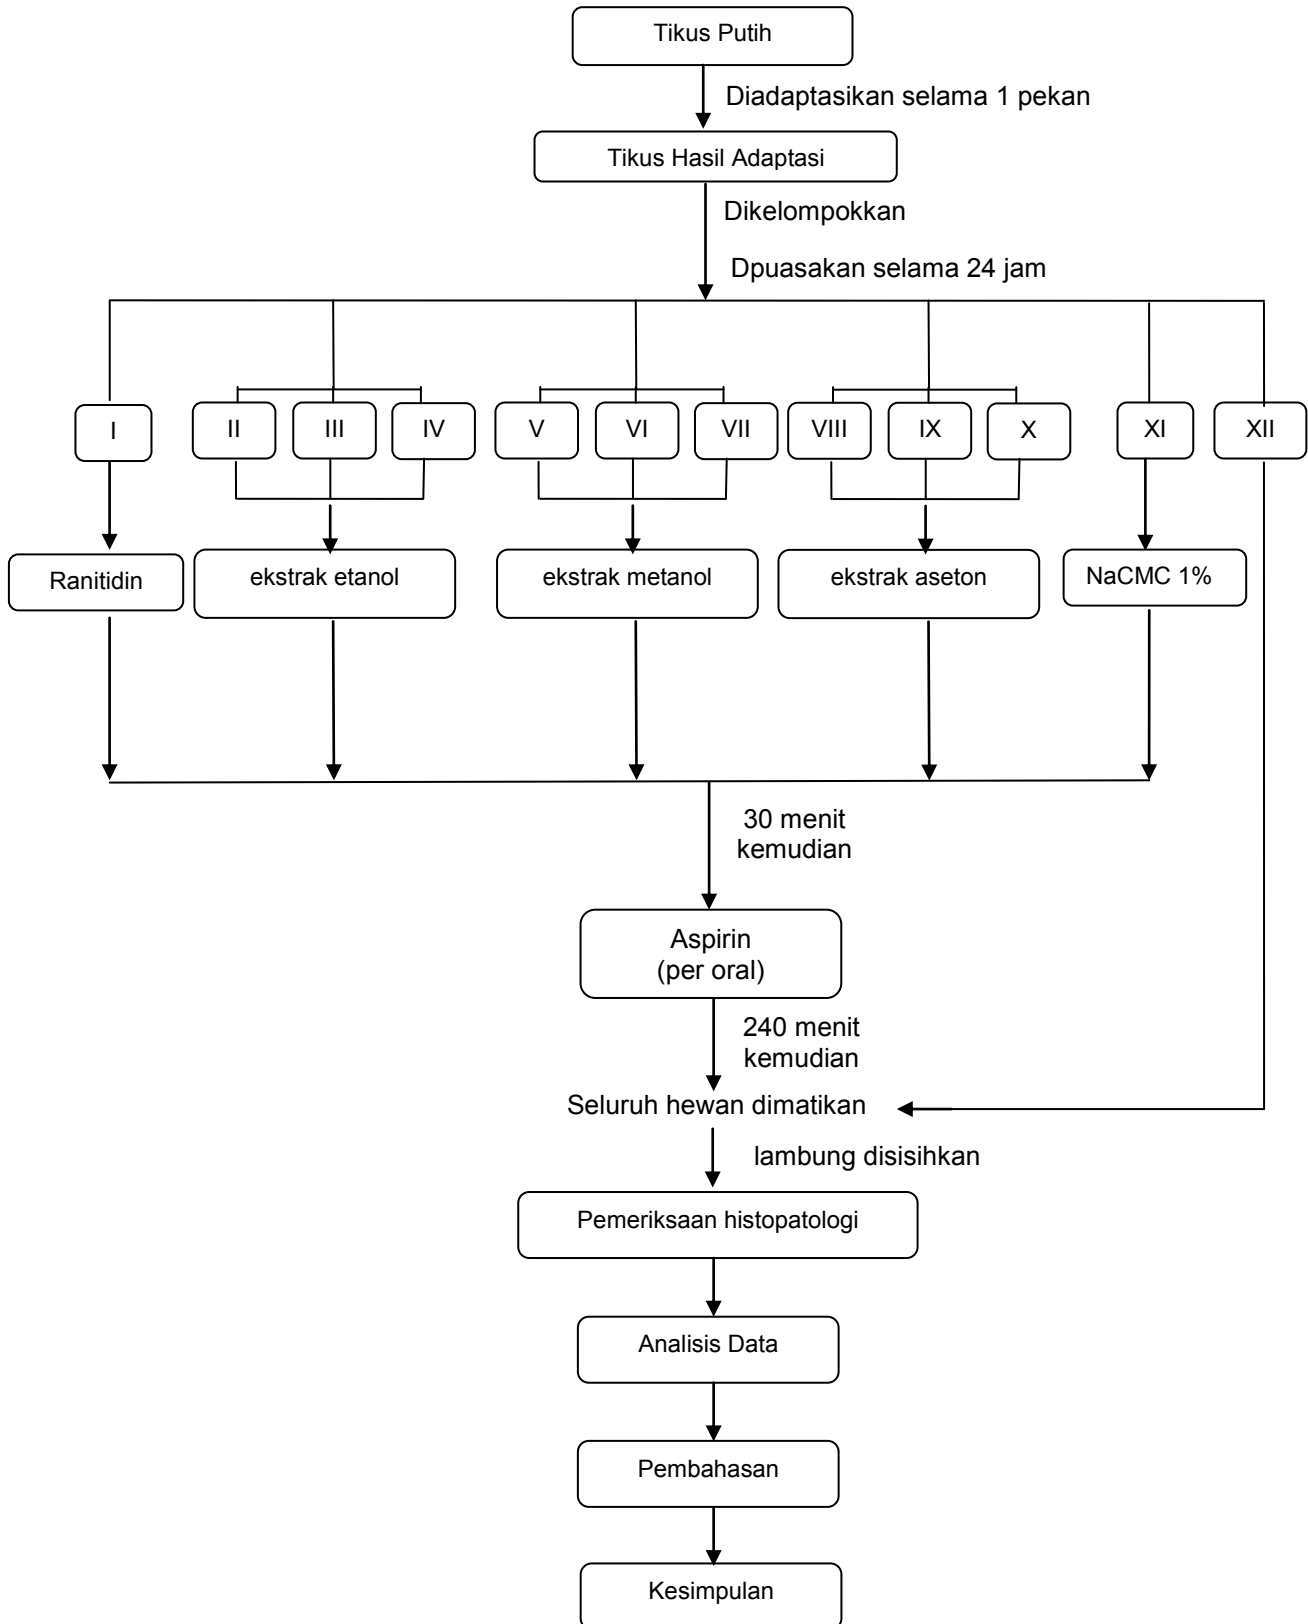 Tikus Putih
Diadaptasikan selama 1 pekan
Tikus Hasil Adaptasi
Dikelompokkan
Dpuasakan selama 24 jam
I
II
III
IV
V
VI
VII
VIII
IX
X
XI
XII
Ranitidin
ekstrak etanol
ekstrak metanol
ekstrak aseton
NaCMC 1%
30 menit
kemudian
Aspirin
(per oral)
240 menit
kemudian
Seluruh hewan dimatikan
lambung disisihkan
Pemeriksaan histopatologi
Analisis Data
Pembahasan
Kesimpulan